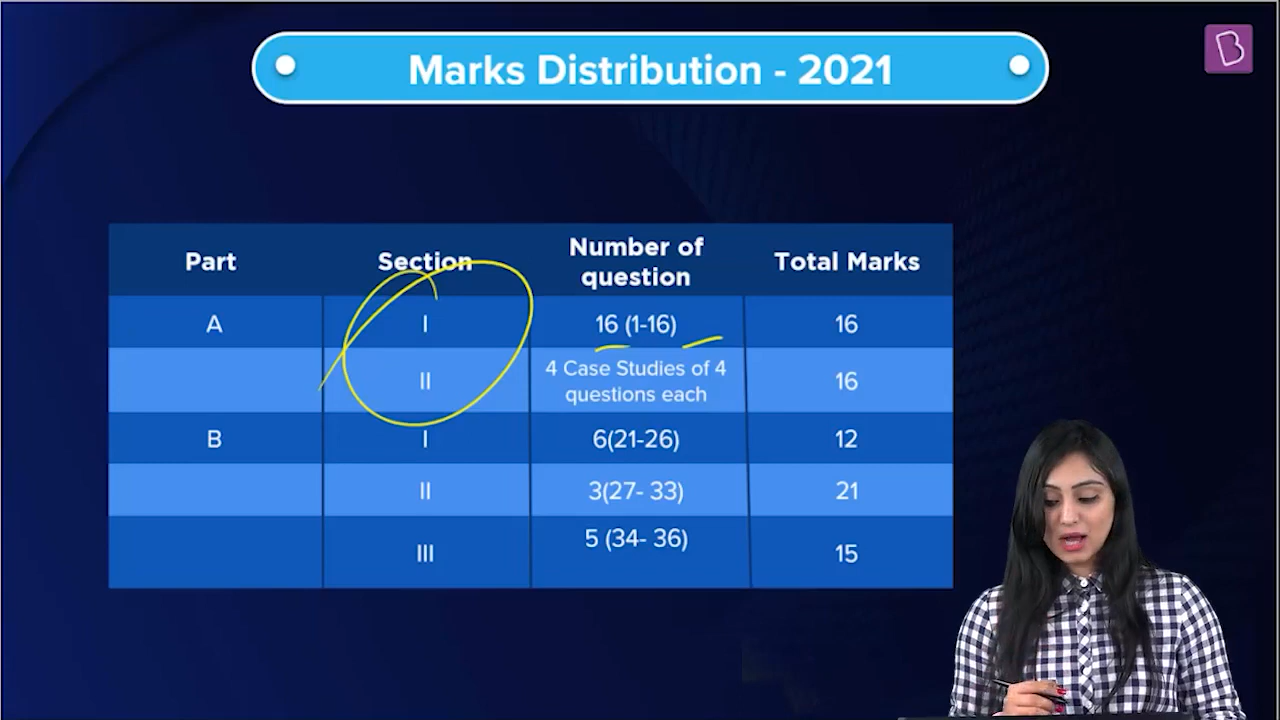 Marks Distribution - 2021
B
Part Section Number of question Total Marks
A I 16 (1-16) 16
II 4 Case Studies of 4 questions each 16
B I 6(21-26) 12
II 3(27- 33) 21
III 5 (34- 36) 15